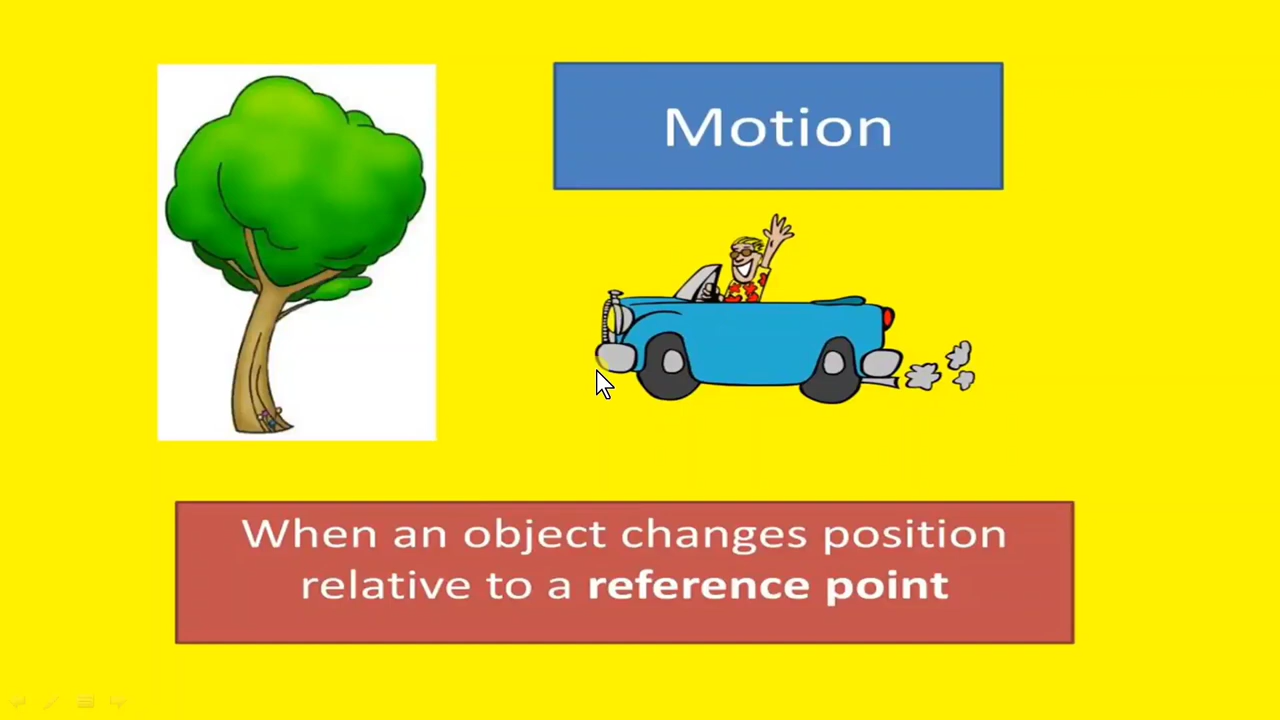 Motion
When an object changes position
relative to a reference point